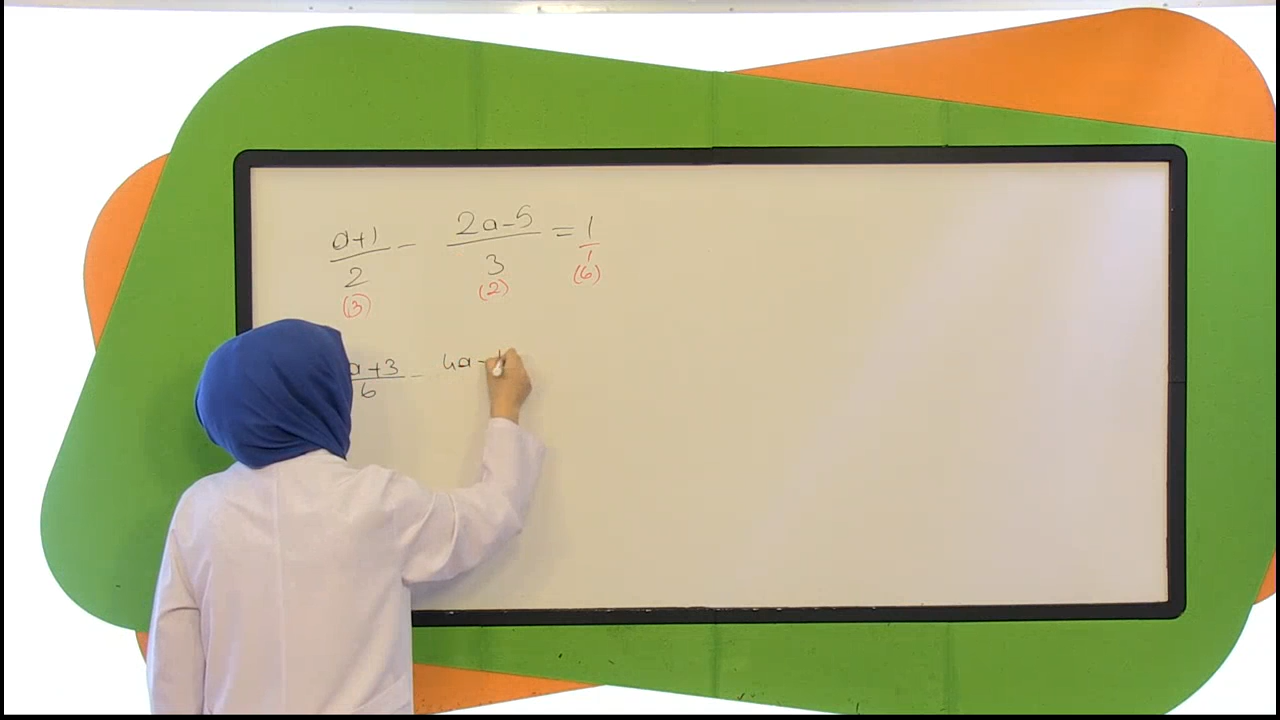 a+1 - 2a-5 = 1
2 3 1
(3) (2) (6)
a+3 - 4a-
6